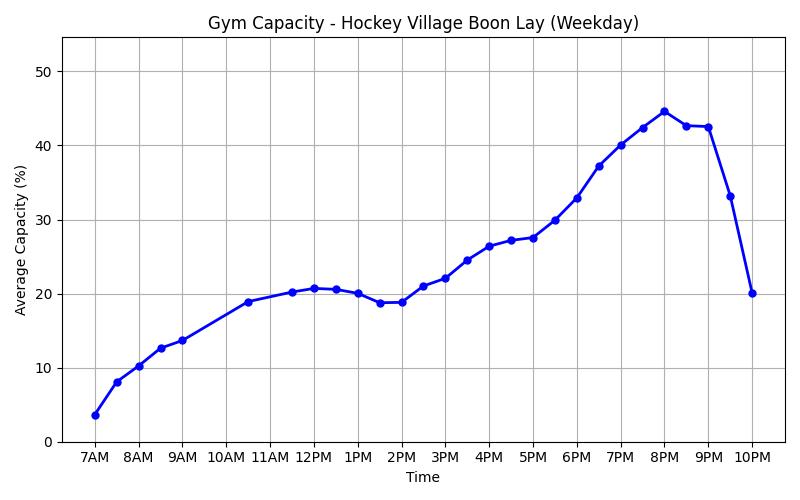 Gym Capacity - Hockey Village Boon Lay (Weekday)
Average Capacity (%)
50
40
30
20
10
0
7AM 8AM 9AM 10AM 11AM 12PM 1PM 2PM 3PM 4PM 5PM 6PM 7PM 8PM 9PM 10PM
Time